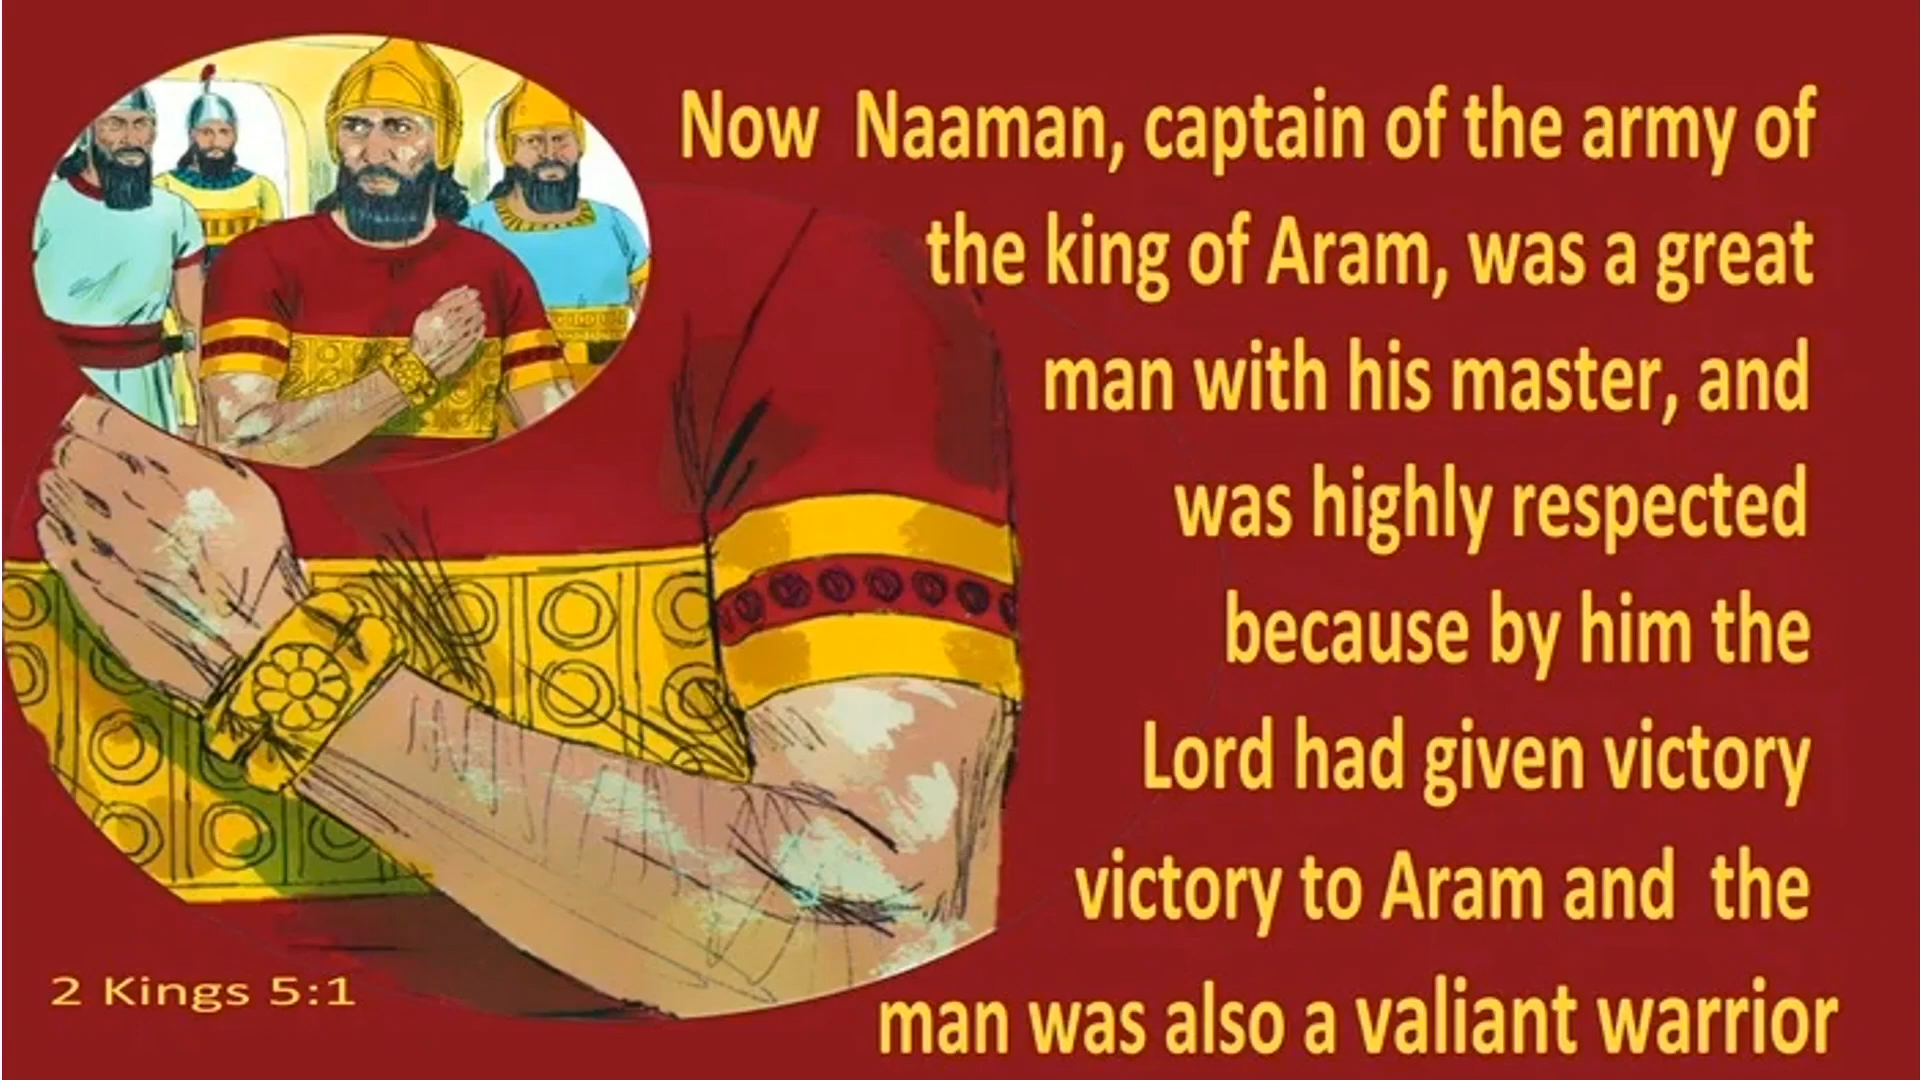 Now Naaman, captain of the army of
the king of Aram, was a great
man with his master, and
was highly respected
because by him the
Lord had given victory
victory to Aram and the
man was also a valiant warrior
2 Kings 5:1